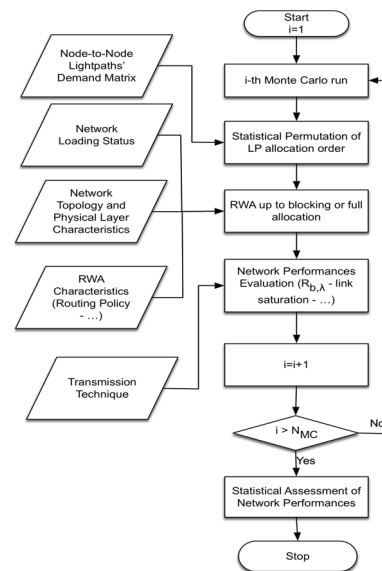 Start
i=1
Node-to-Node
Lightpaths'
Demand Matrix
i-th Monte Carlo run
Network
Loading Status
Statistical Permutation of
LP allocation order
Network
Topology and
Physical Layer
Characteristics
RWA up to blocking or full
allocation
RWA
Characteristics
(Routing Policy
- ...)
Network Performances
Evaluation (Rb,λ - link
saturation - ...)
Transmission
Technique
i=i+1
i > NMC
No
Yes
Statistical Assessment of
Network Performances
Stop